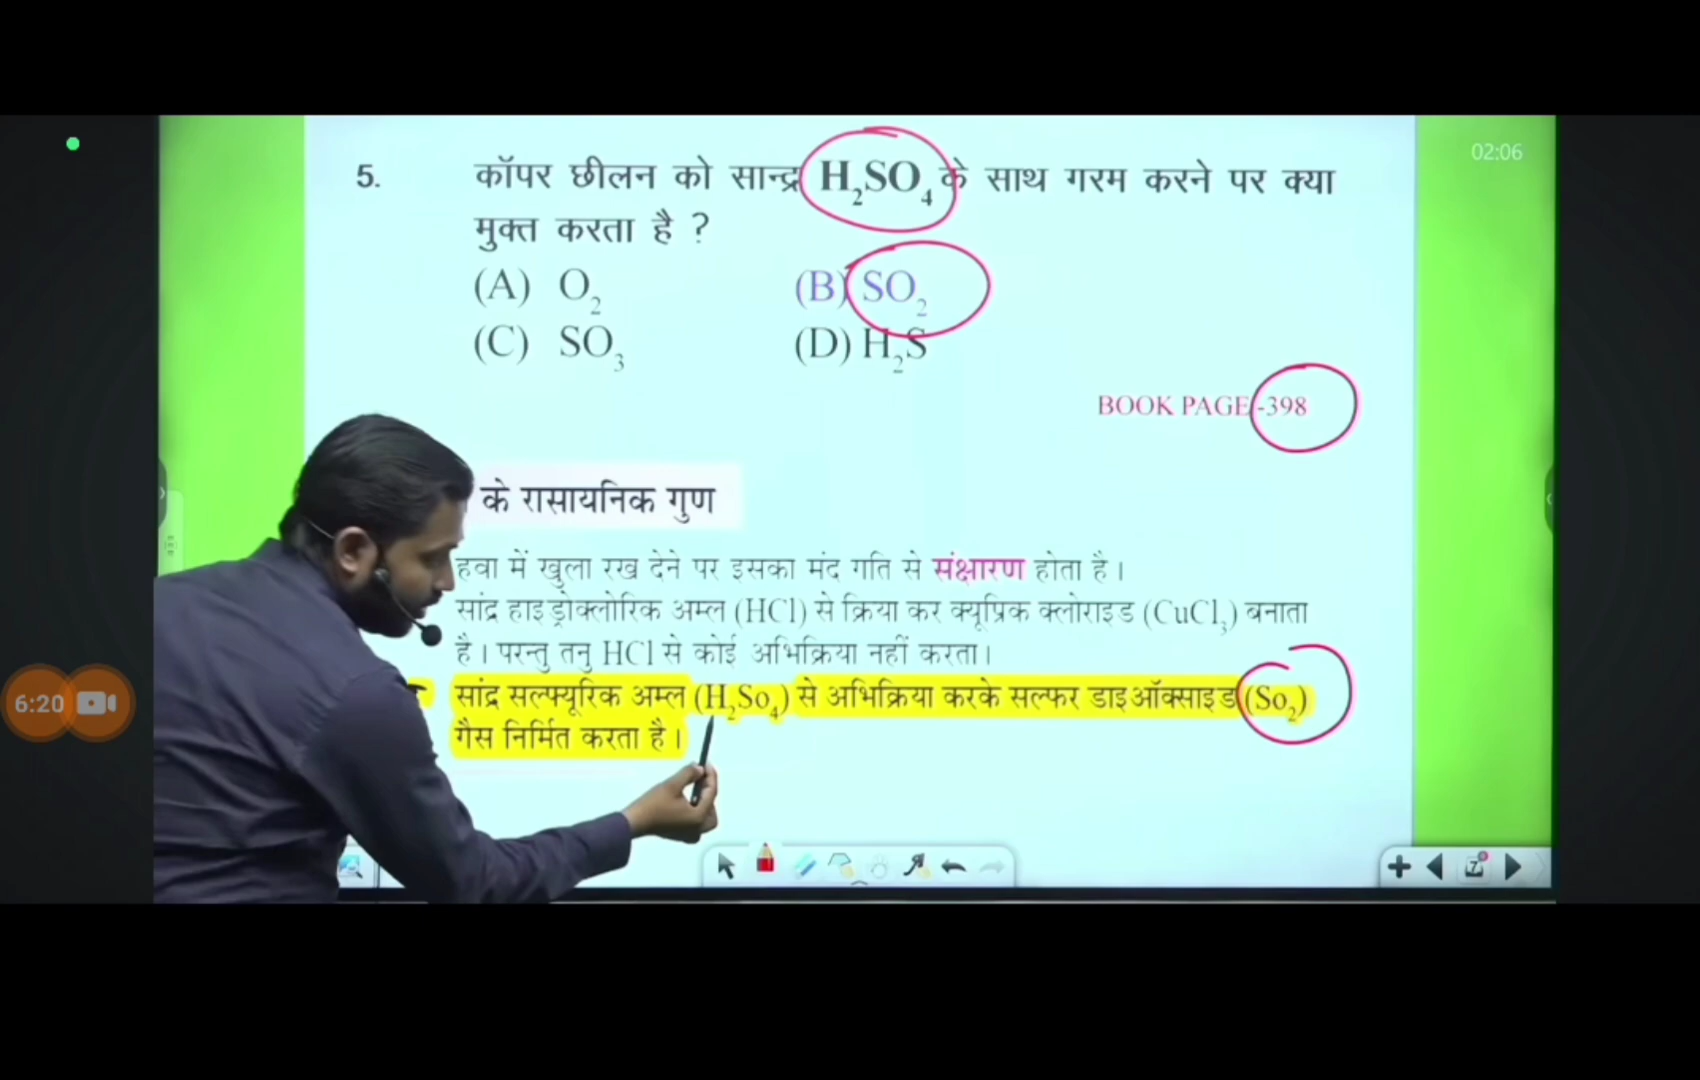 02:06
5. कॉपर छीलन को सान्द्र H₂SO₄ के साथ गरम करने पर क्या
मुक्त करता है ?
(A) O₂ (B) SO₂
(C) SO₃ (D) H₂S
BOOK PAGE -398
के रासायनिक गुण
हवा में खुला रख देने पर इसका मंद गति से संक्षारण होता है।
सांद्र हाइड्रोक्लोरिक अम्ल (HCl) से क्रिया कर क्यूप्रिक क्लोराइड (CuCl₃) बनाता
है। परन्तु तनु HCl से कोई अभिक्रिया नहीं करता।
सांद्र सल्फ्यूरिक अम्ल (H₂So₄) से अभिक्रिया करके सल्फर डाइऑक्साइड (So₂)
गैस निर्मित करता है।
6:20